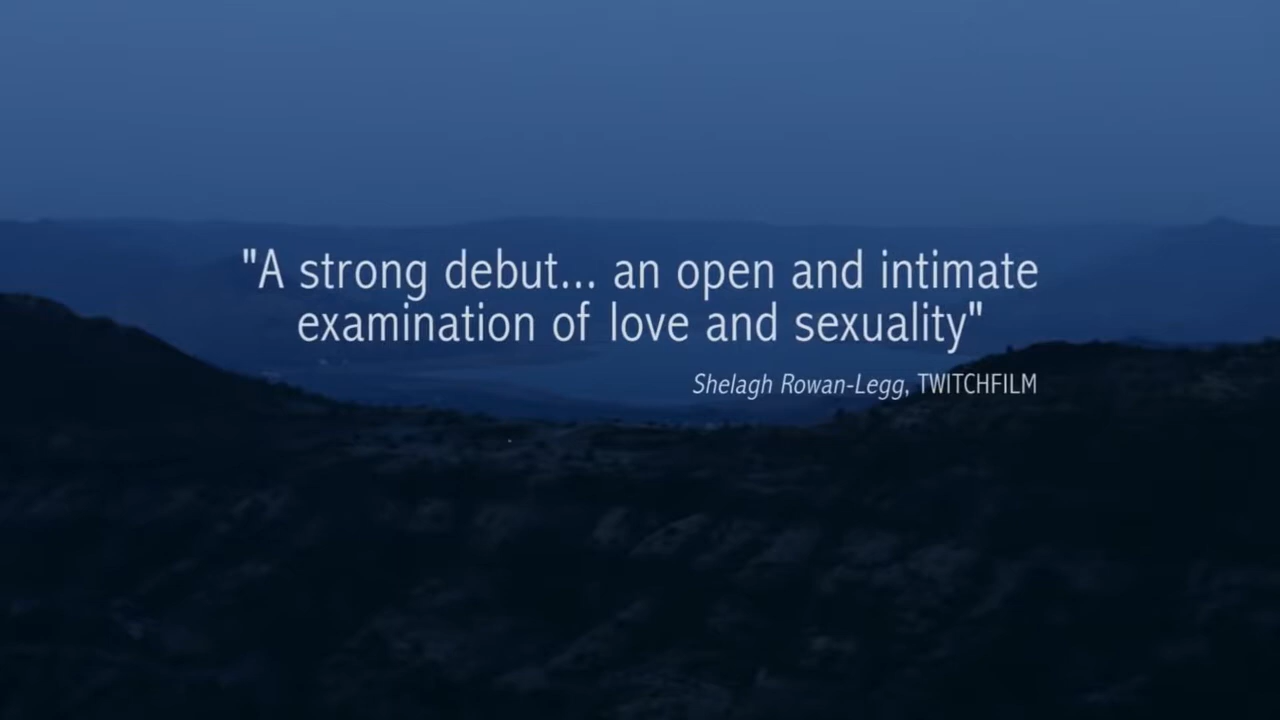 "A strong debut... an open and intimate
examination of love and sexuality"
Shelagh Rowan-Legg, TWITCHFILM